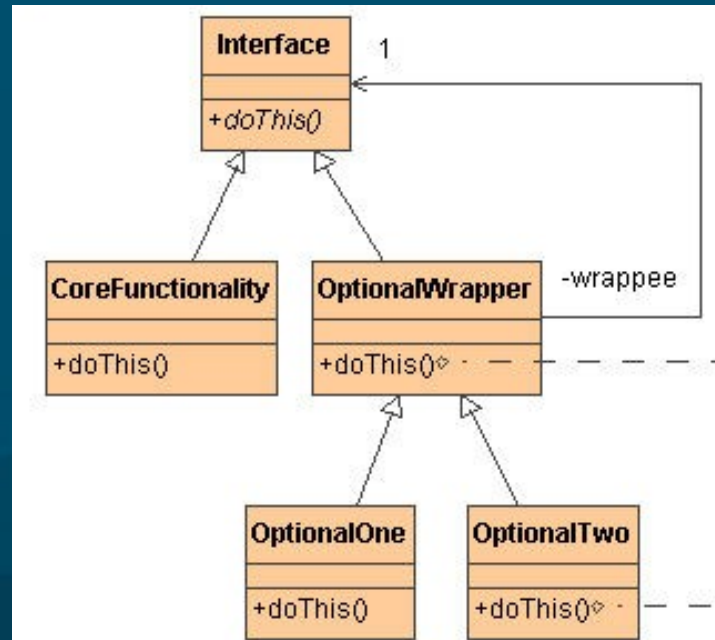 Interface
1
+doThis()
CoreFunctionality
OptionalWrapper
-wrappee
+doThis()
+doThis()
OptionalOne
OptionalTwo
+doThis()
+doThis()